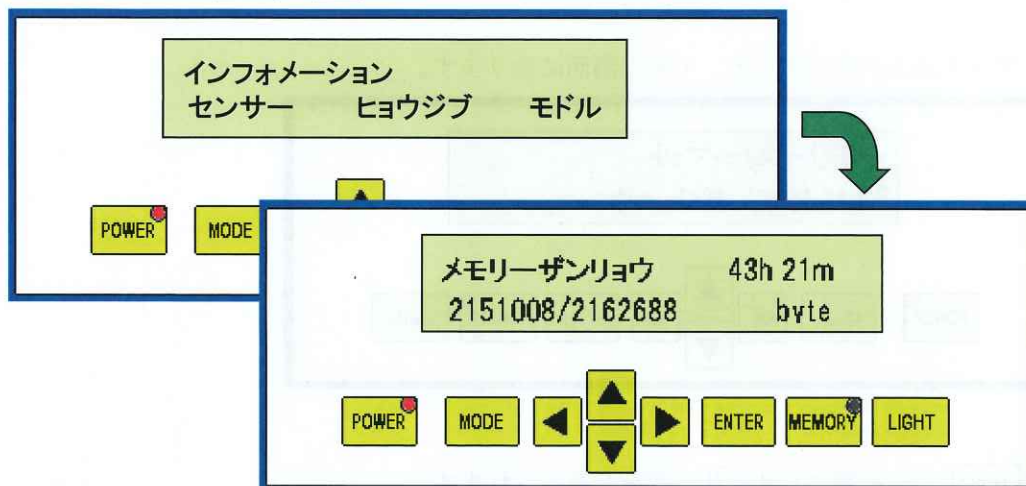 インフォメーション
センサー ヒョウジブ モドル
POWER MODE
メモリーザンリョウ 43h 21m
2151008/2162688 byte
POWER MODE ENTER MEMORY LIGHT